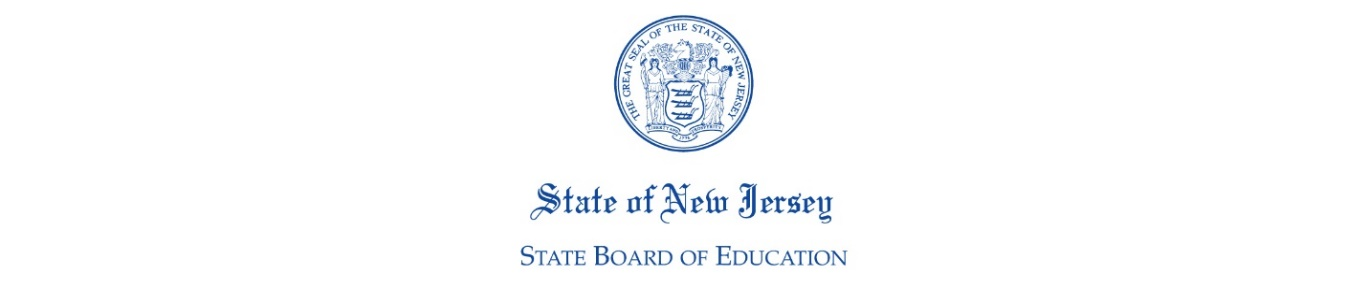 THE GREAT SEAL OF THE STATE OF NEW JERSEY
LIBERTY AND PROSPERITY
1776
State of New Jersey
STATE BOARD OF EDUCATION